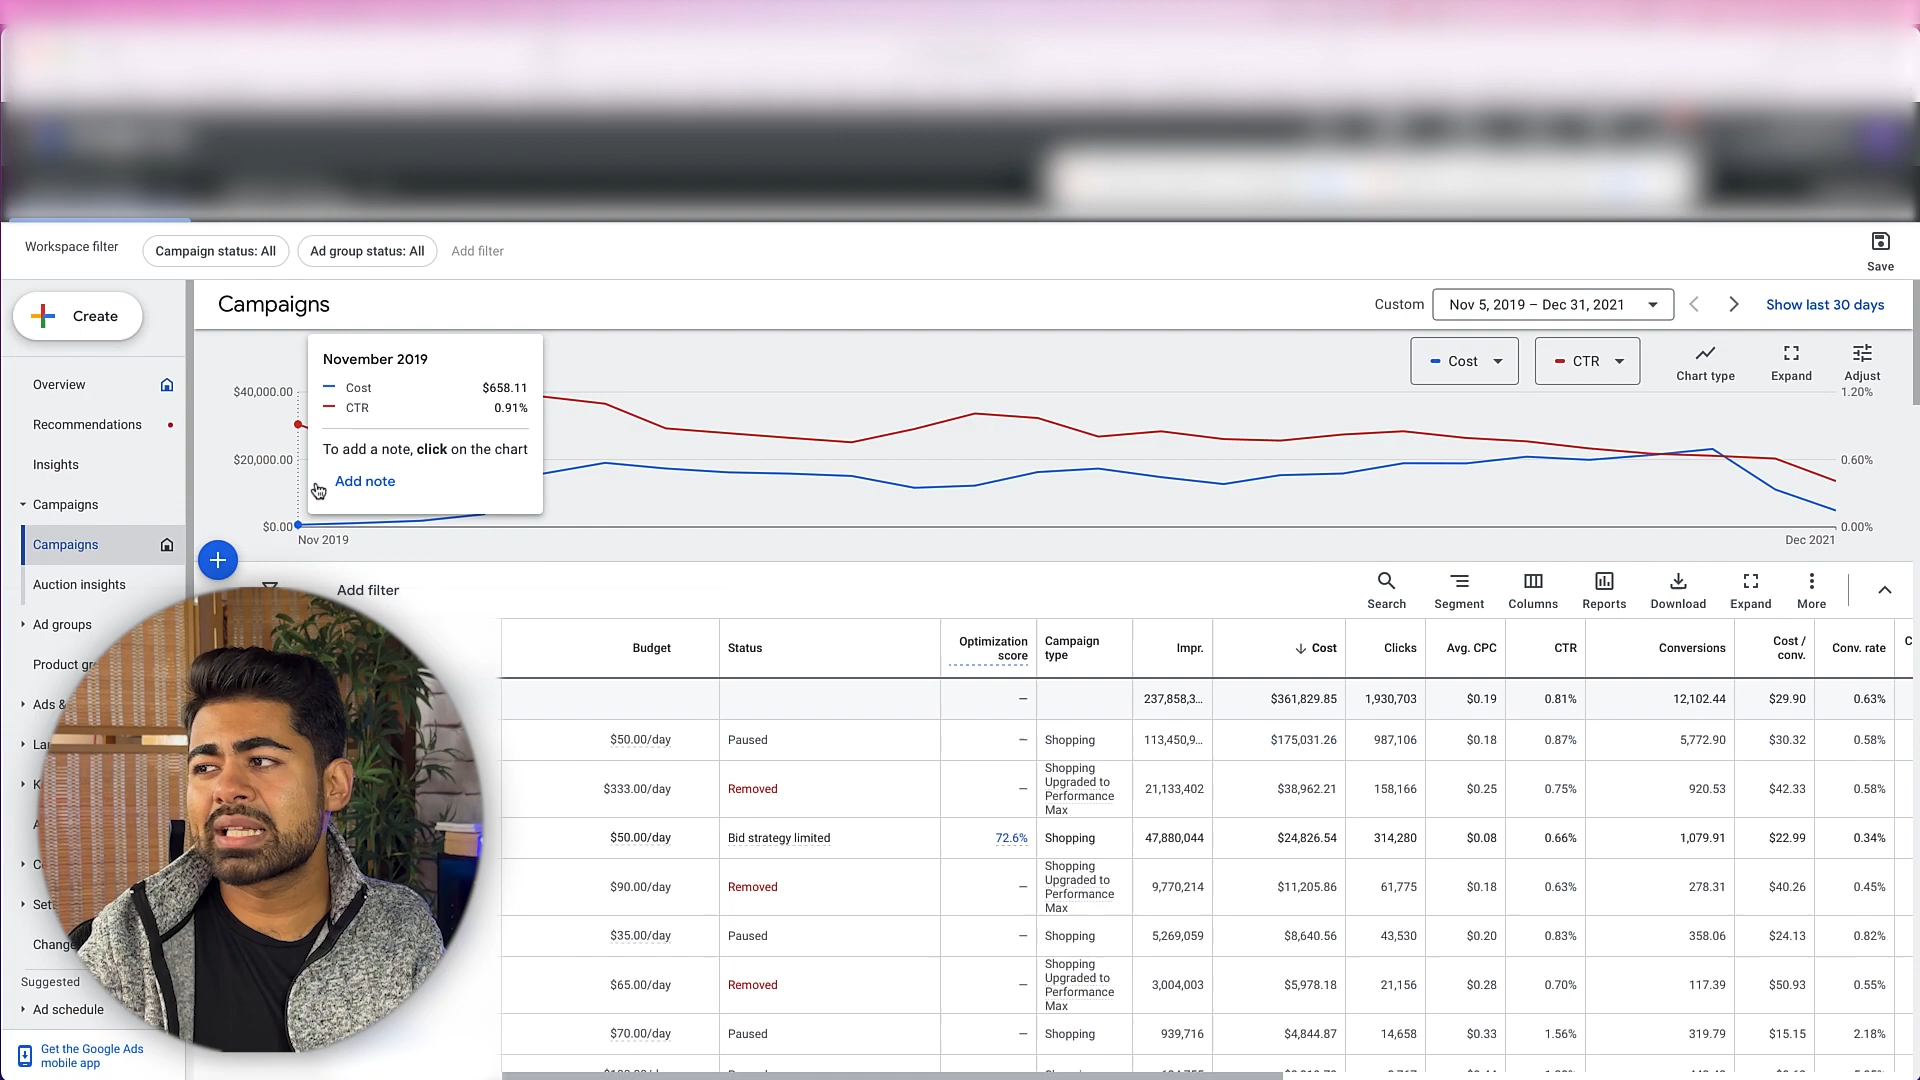 Workspace filter
Campaign status: All
Ad group status: All
Add filter
Save
Create
Campaigns
Custom
Nov 5, 2019 – Dec 31, 2021
Show last 30 days
Overview
Recommendations
Insights
Campaigns
Campaigns
Auction insights
Ad groups
Product gr
Ads &
Lar
K
A
C
Set
Change
Suggested
Ad schedule
Get the Google Ads
mobile app
November 2019
Cost $658.11
CTR 0.91%
To add a note, click on the chart
Add note
Cost
CTR
Chart type
Expand
Adjust
$40,000.00
$20,000.00
$0.00
1.20%
0.60%
0.00%
Nov 2019
Dec 2021
Add filter
Search
Segment
Columns
Reports
Download
Expand
More
Budget Status Optimization score Campaign type Impr. Cost Clicks Avg. CPC CTR Conversions Cost / conv. Conv. rate C
— 237,858,3... $361,829.85 1,930,703 $0.19 0.81% 12,102.44 $29.90 0.63%
$50.00/day Paused — Shopping 113,450,9... $175,031.26 987,106 $0.18 0.87% 5,772.90 $30.32 0.58%
$333.00/day Removed — Shopping Upgraded to Performance Max 21,133,402 $38,962.21 158,166 $0.25 0.75% 920.53 $42.33 0.58%
$50.00/day Bid strategy limited 72.6% Shopping 47,880,044 $24,826.54 314,280 $0.08 0.66% 1,079.91 $22.99 0.34%
$90.00/day Removed — Shopping Upgraded to Performance Max 9,770,214 $11,205.86 61,775 $0.18 0.63% 278.31 $40.26 0.45%
$35.00/day Paused — Shopping 5,269,059 $8,640.56 43,530 $0.20 0.83% 358.06 $24.13 0.82%
$65.00/day Removed — Shopping Upgraded to Performance Max 3,004,003 $5,978.18 21,156 $0.28 0.70% 117.39 $50.93 0.55%
$70.00/day Paused — Shopping 939,716 $4,844.87 14,658 $0.33 1.56% 319.79 $15.15 2.18%